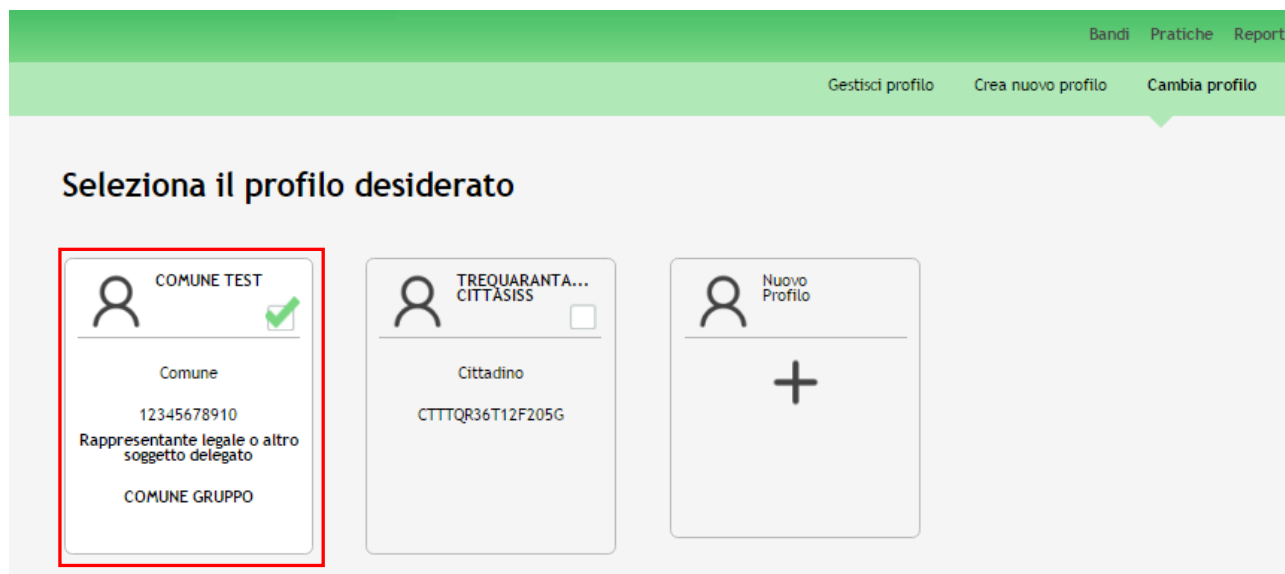 Bandi Pratiche Report
Gestisci profilo Crea nuovo profilo Cambia profilo
Seleziona il profilo desiderato
COMUNE TEST
Comune
12345678910
Rappresentante legale o altro
soggetto delegato
COMUNE GRUPPO
TREQUARANTA...
CITTASISS
Cittadino
CTTTQR36T12F205G
Nuovo
Profilo